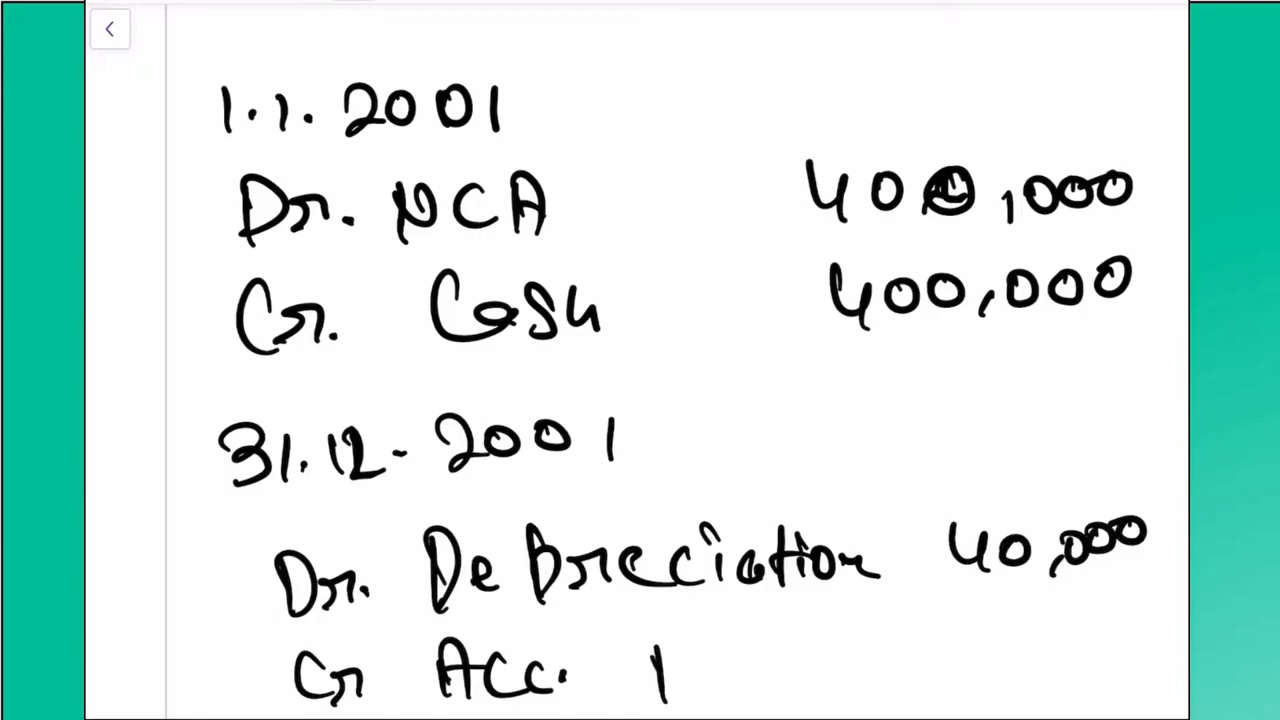 1.1.2001
Dr. NCA 400,000
Cr. Cash 400,000
31.12.2001
Dr. Depreciation 40,000
Cr Acc.